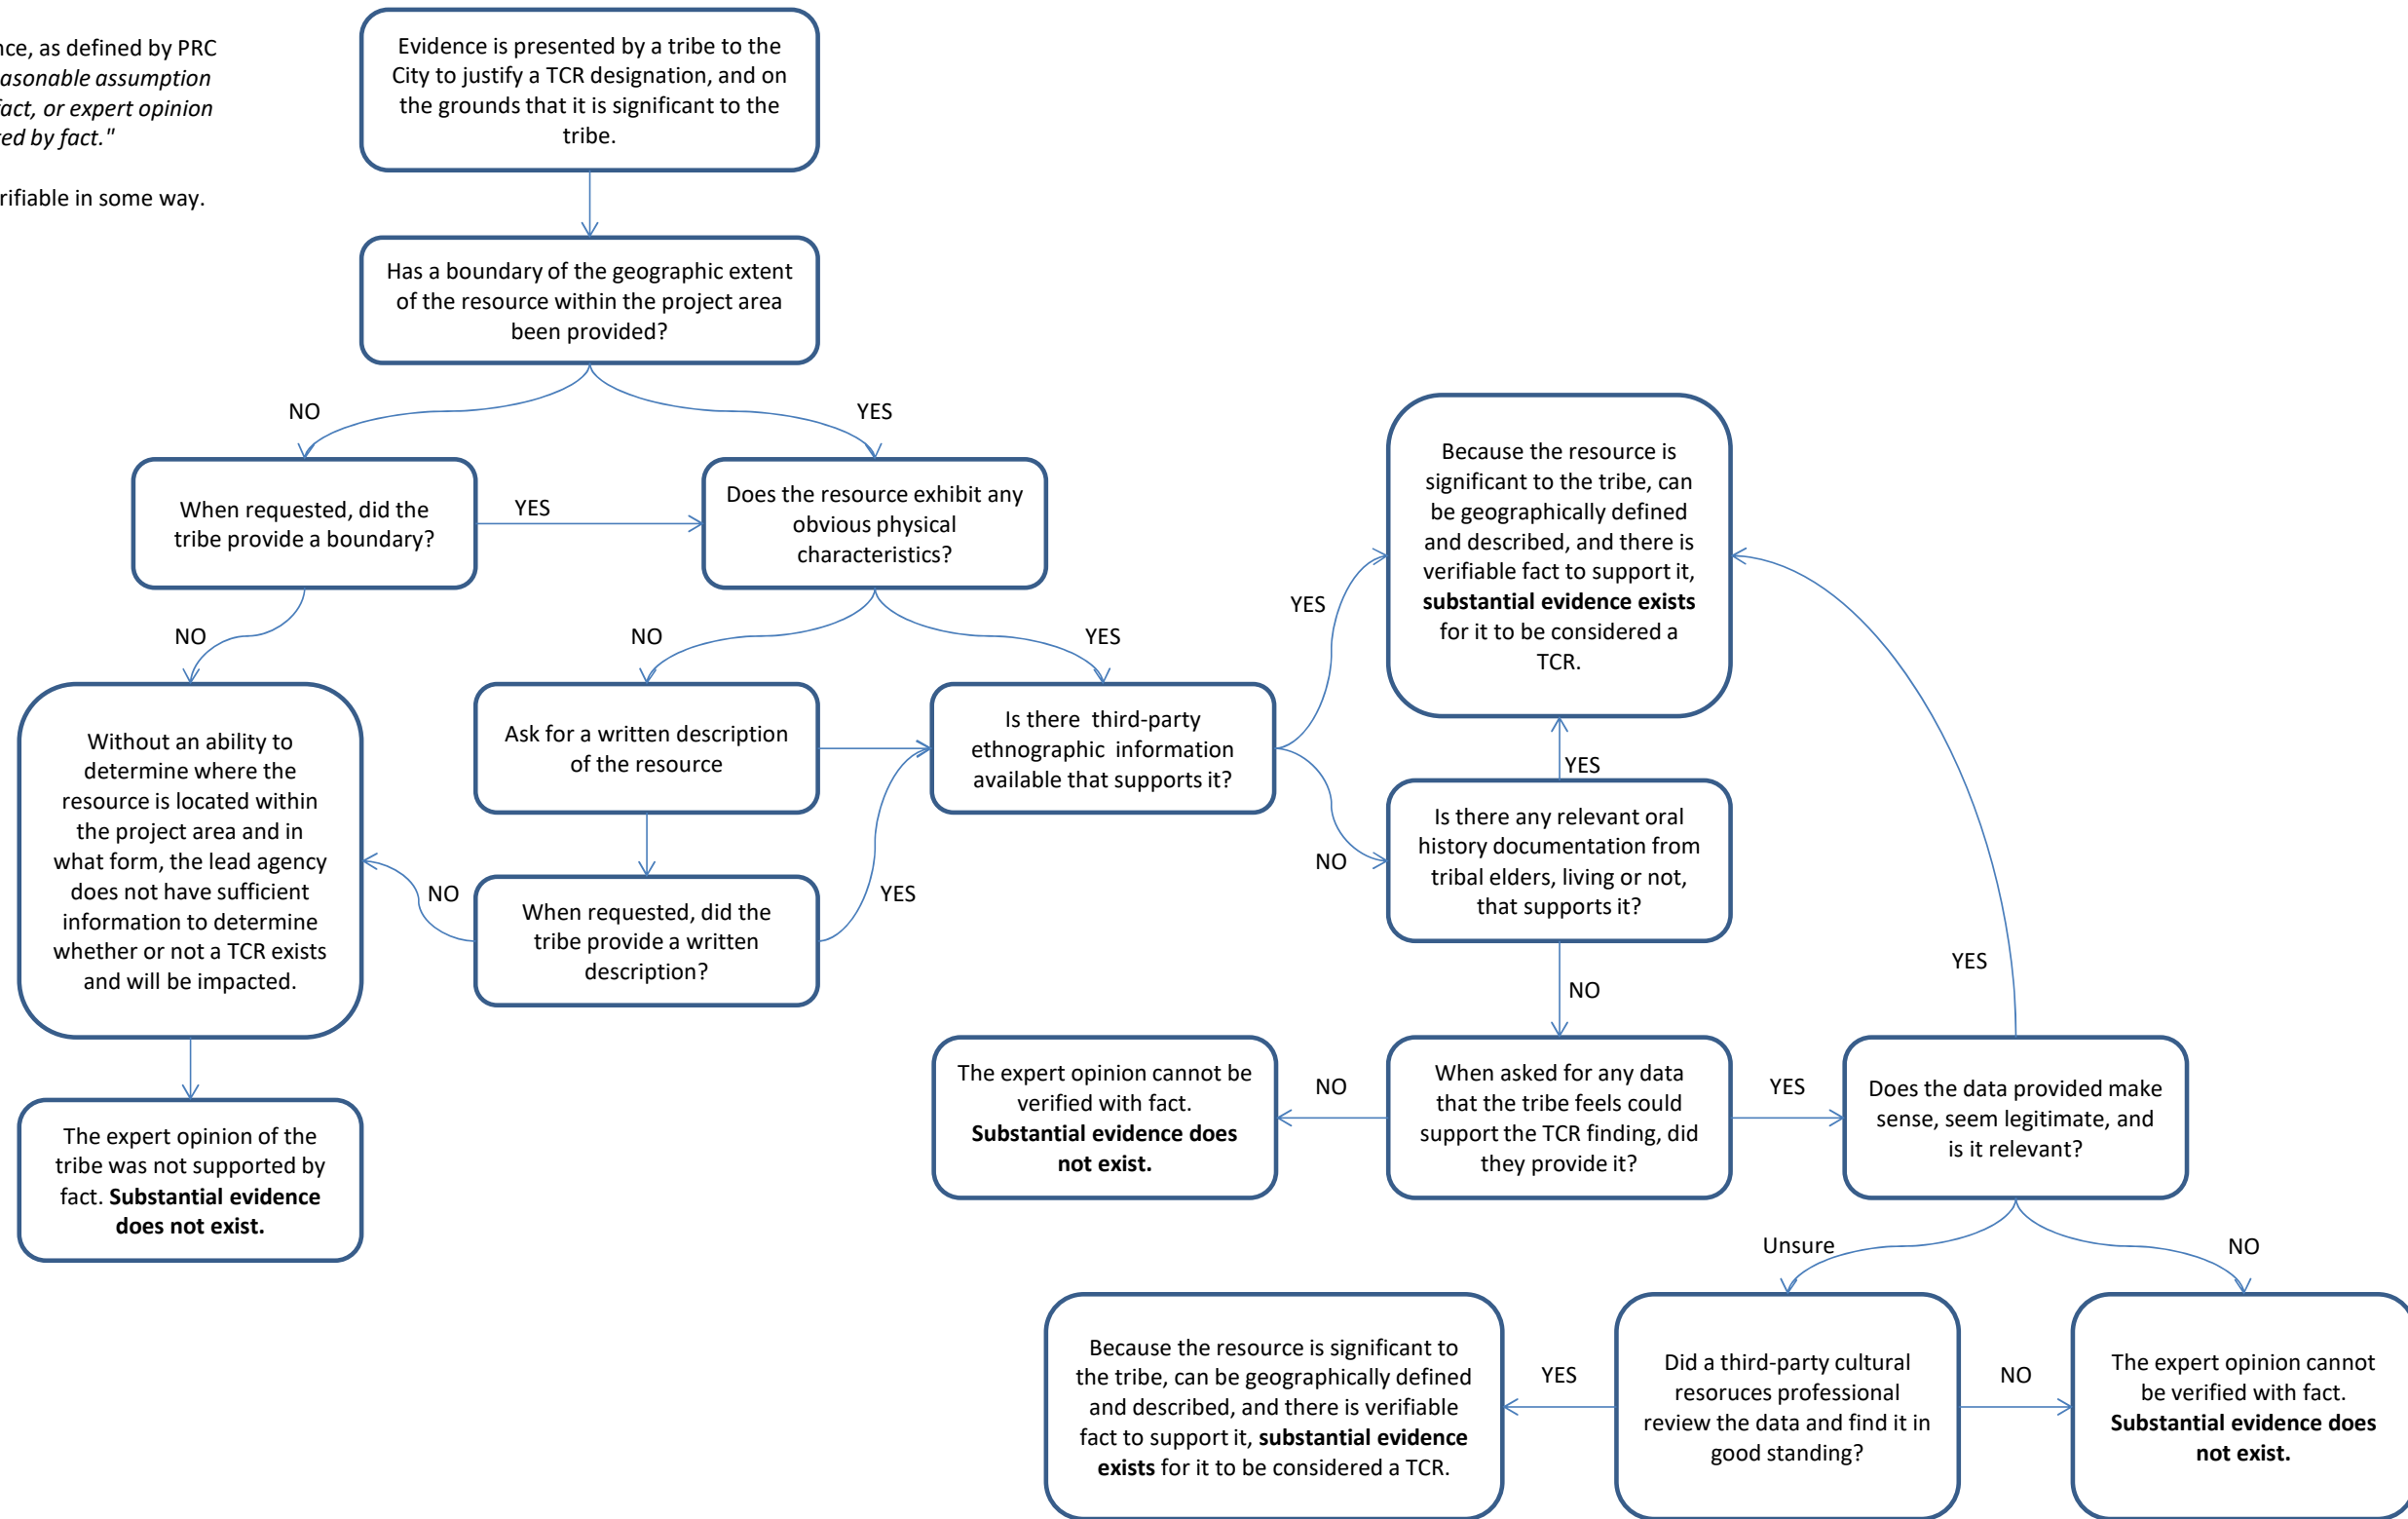 nce, as defined by PRC
easonable assumption
fact, or expert opinion
ted by fact."
rifiable in some way.
Evidence is presented by a tribe to the
City to justify a TCR designation, and on
the grounds that it is significant to the
tribe.
Has a boundary of the geographic extent
of the resource within the project area
been provided?
NO
YES
When requested, did the
tribe provide a boundary?
YES
Does the resource exhibit any
obvious physical
characteristics?
NO
NO
YES
Without an ability to
determine where the
resource is located within
the project area and in
what form, the lead agency
does not have sufficient
information to determine
whether or not a TCR exists
and will be impacted.
The expert opinion of the
tribe was not supported by
fact. Substantial evidence
does not exist.
Ask for a written description
of the resource
When requested, did the
tribe provide a written
description?
NO
YES
Is there third-party
ethnographic information
available that supports it?
YES
NO
Because the resource is
significant to the tribe, can
be geographically defined
and described, and there is
verifiable fact to support it,
substantial evidence exists
for it to be considered a
TCR.
YES
Is there any relevant oral
history documentation from
tribal elders, living or not,
that supports it?
NO
YES
The expert opinion cannot be
verified with fact.
Substantial evidence does
not exist.
NO
When asked for any data
that the tribe feels could
support the TCR finding, did
they provide it?
YES
Does the data provided make
sense, seem legitimate, and
is it relevant?
Unsure
NO
Because the resource is significant to
the tribe, can be geographically defined
and described, and there is verifiable
fact to support it, substantial evidence
exists for it to be considered a TCR.
YES
Did a third-party cultural
resoruces professional
review the data and find it in
good standing?
NO
The expert opinion cannot
be verified with fact.
Substantial evidence does
not exist.